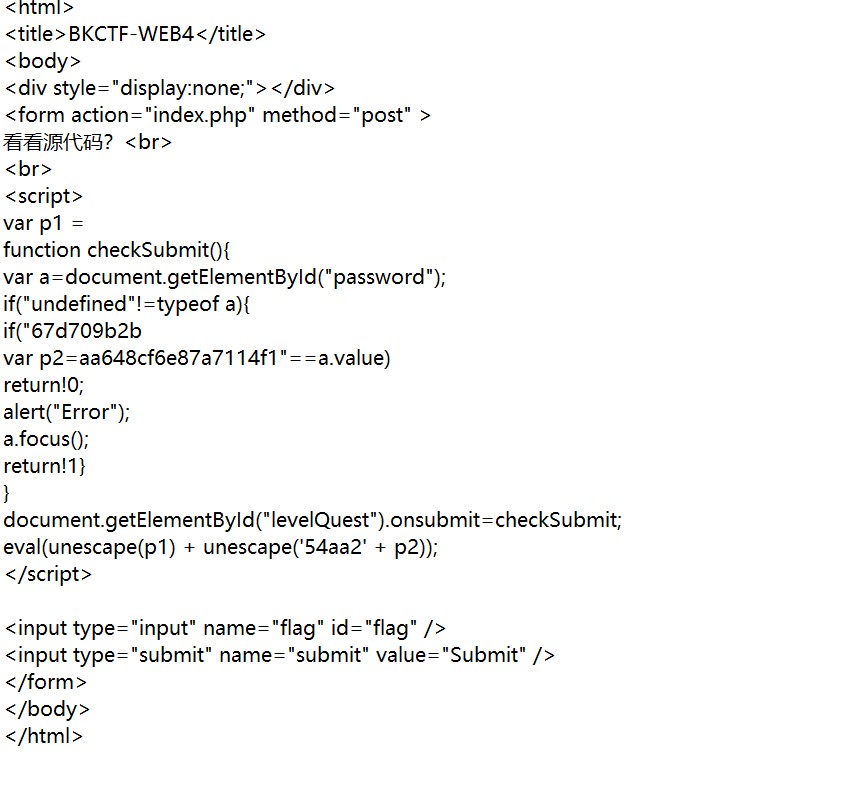 <html>
<title>BKCTF-WEB4</title>
<body>
<div style="display:none;"></div>
<form action="index.php" method="post" >
看看源代码？<br>
<br>
<script>
var p1 =
function checkSubmit(){
var a=document.getElementById("password");
if("undefined"!=typeof a){
if("67d709b2b
var p2=aa648cf6e87a7114f1"==a.value)
return!0;
alert("Error");
a.focus();
return!1}
}
document.getElementById("levelQuest").onsubmit=checkSubmit;
eval(unescape(p1) + unescape('54aa2' + p2));
</script>
<input type="input" name="flag" id="flag" />
<input type="submit" name="submit" value="Submit" />
</form>
</body>
</html>